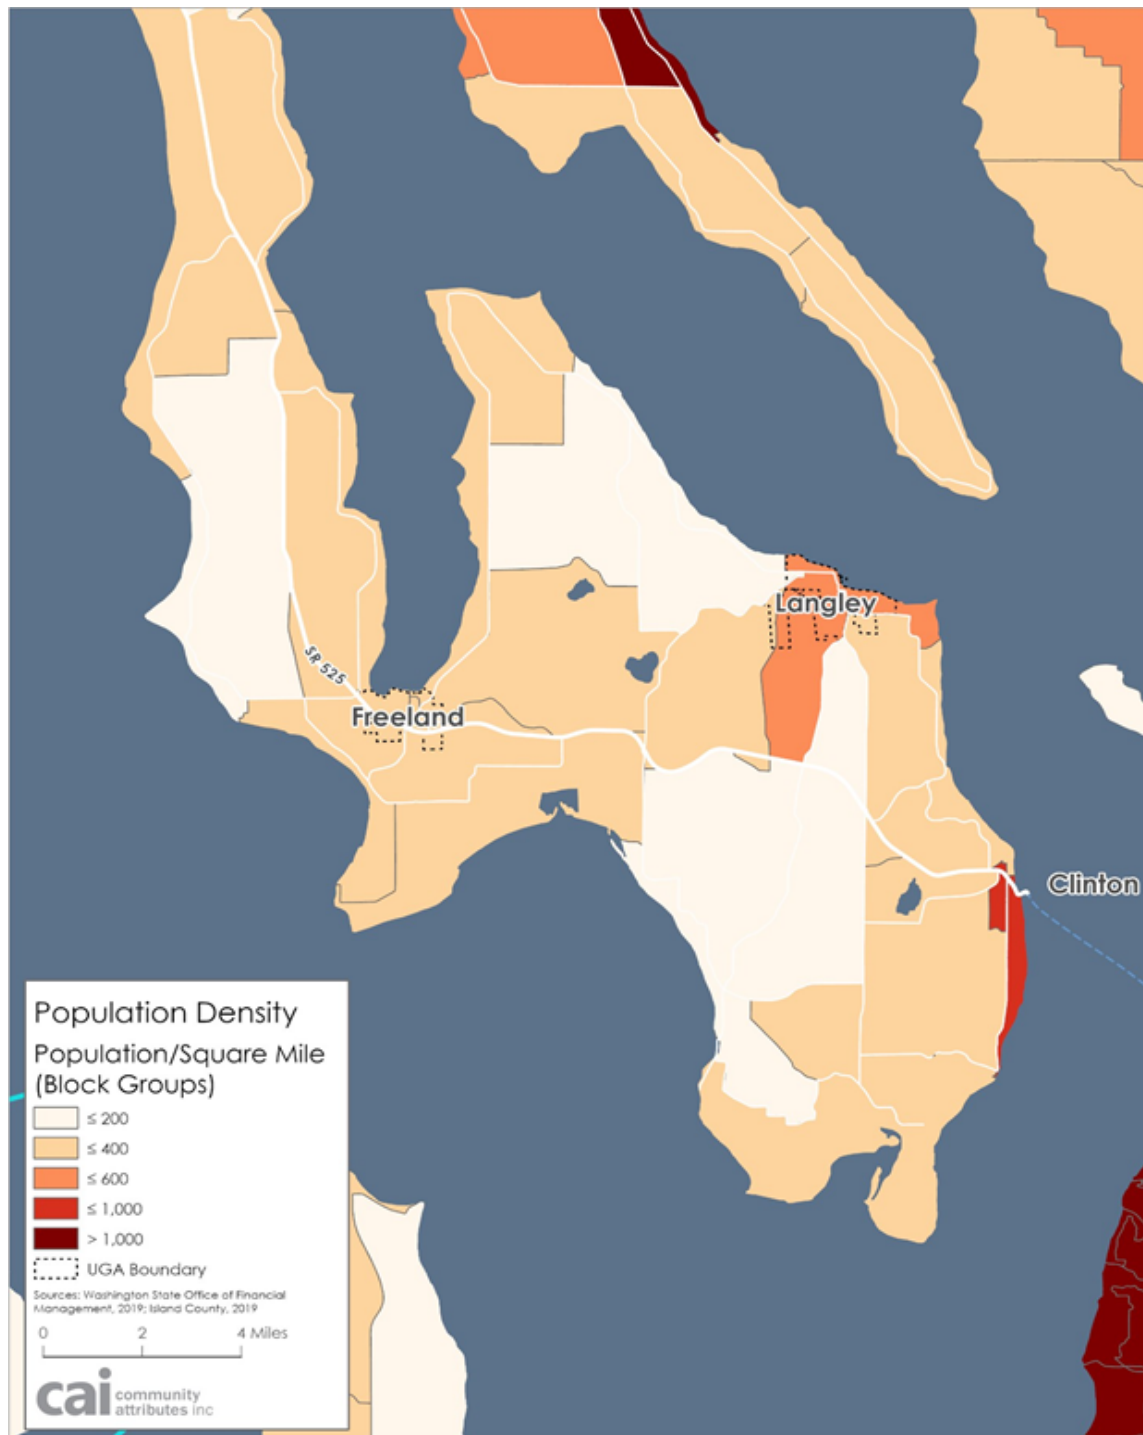 Langley
SR 525
Freeland
Clinton
Population Density
Population/Square Mile
(Block Groups)
≤ 200
≤ 400
≤ 600
≤ 1,000
> 1,000
UGA Boundary
Sources: Washington State Office of Financial
Management, 2019; Island County, 2019
0 2 4 Miles
cai community
attributes inc